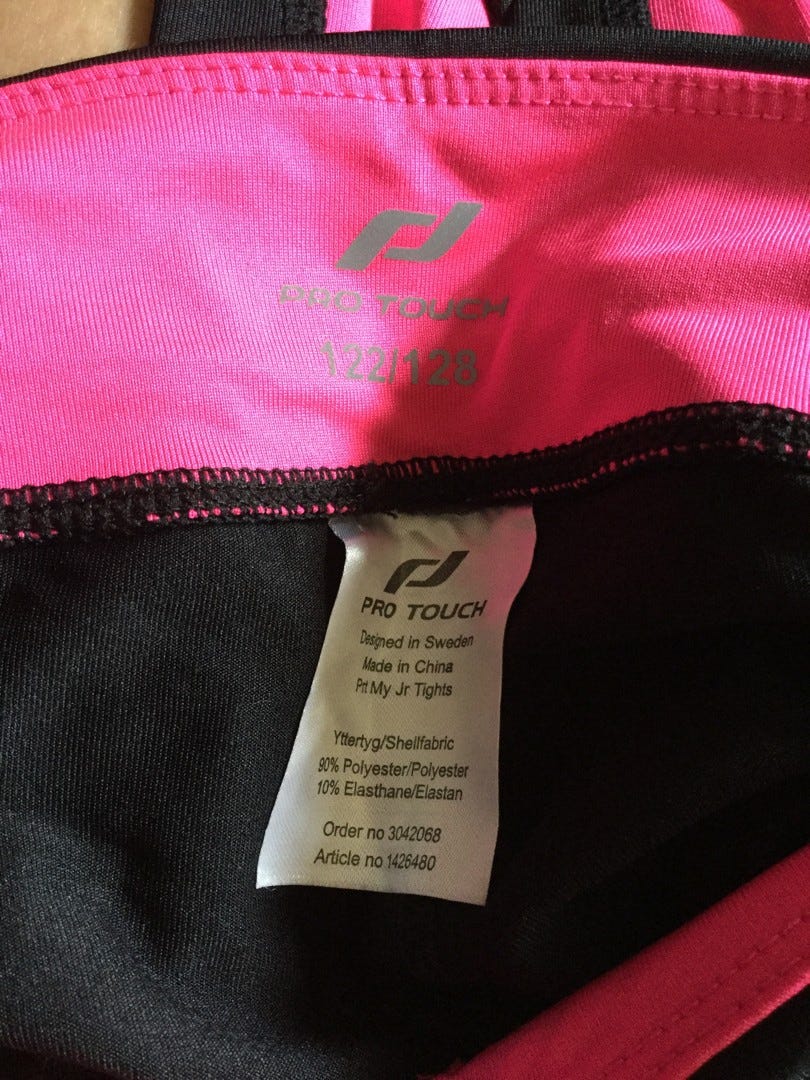 PRO TOUCH
122/128
PRO TOUCH
Designed in Sweden
Made in China
Prt My Jr Tights
Yttertyg/Shellfabric
90% Polyester/Polyester
10% Elasthane/Elastan
Order no 3042068
Article no 1426480